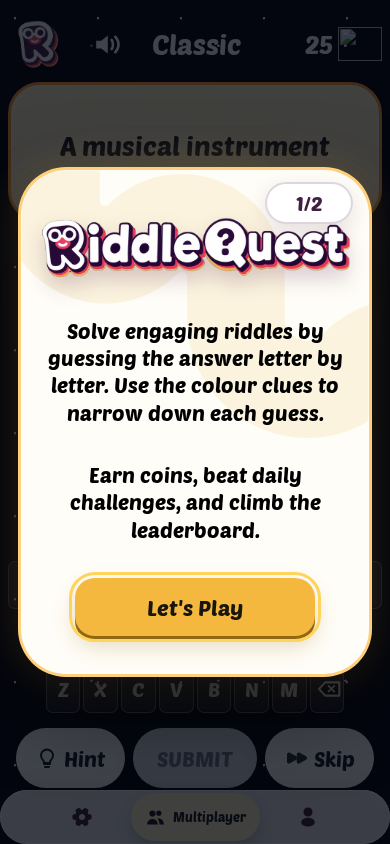 Classic
25
A musical instrument
1/2
Riddle Quest
Solve engaging riddles by
guessing the answer letter by
letter. Use the colour clues to
narrow down each guess.
Earn coins, beat daily
challenges, and climb the
leaderboard.
Let's Play
Z X C V B N M
Hint SUBMIT Skip
Multiplayer